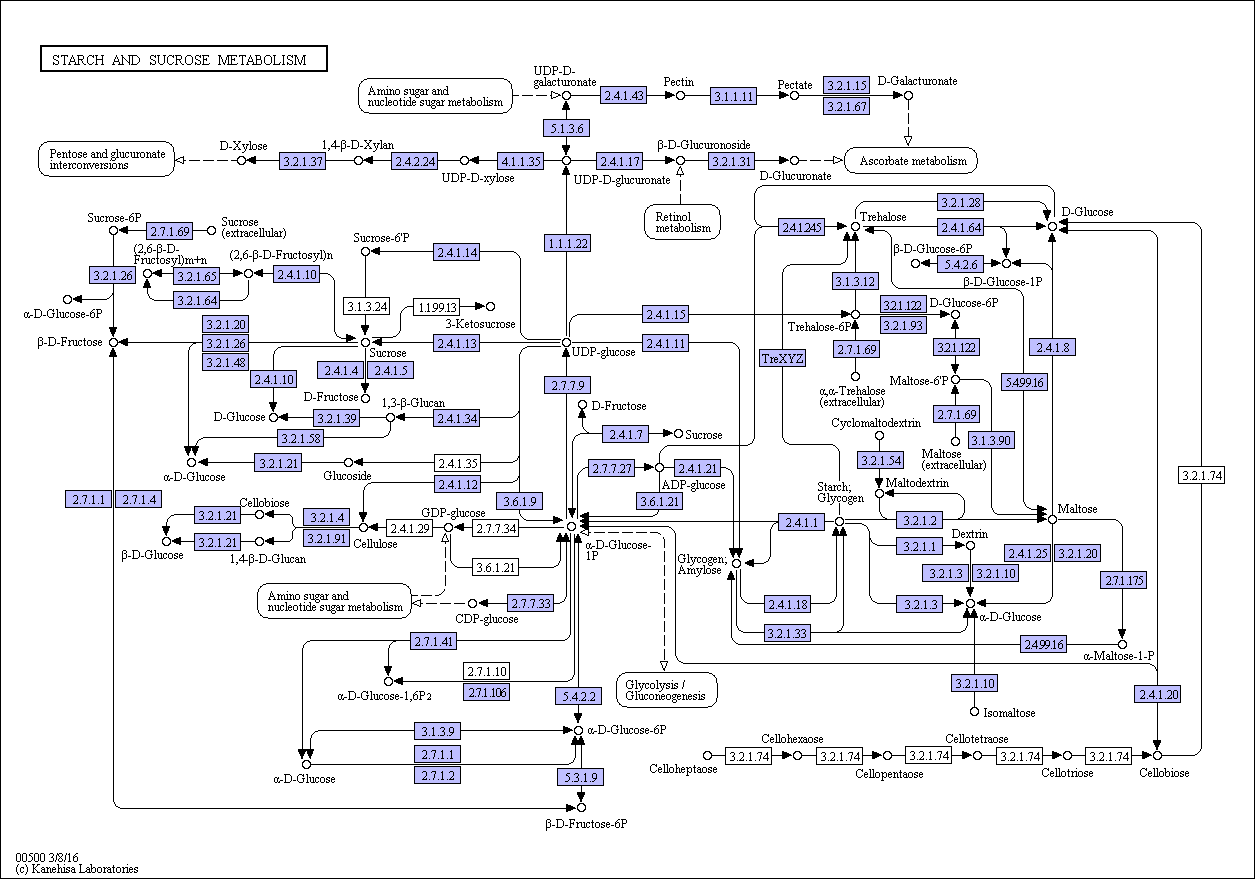 STARCH AND SUCROSE METABOLISM
UDP-D-
galacturonate
Amino sugar and
nucleotide sugar metabolism
2.4.1.43
Pectin
3.1.1.11
Pectate
3.2.1.15
3.2.1.67
D-Galacturonate
5.1.3.6
Pentose and glucuronate
interconversions
D-Xylose
3.2.1.37
1,4-β-D-Xylan
2.4.2.24
UDP-D-xylose
4.1.1.35
2.4.1.17
UDP-D-glucuronate
β-D-Glucuronoside
3.2.1.31
D-Glucuronate
Ascorbate metabolism
Retinol
metabolism
Sucrose-6P
2.7.1.69
Sucrose
(extracellular)
(2,6-β-D-
Fructosyl)m+n
(2,6-β-D-Fructosyl)n
3.2.1.26
3.2.1.65
3.2.1.64
2.4.1.10
α-D-Glucose-6P
Sucrose-6'P
2.4.1.14
1.1.1.22
3.1.3.24
1.1.99.13
3-Ketosucrose
β-D-Fructose
3.2.1.20
3.2.1.26
3.2.1.48
Sucrose
2.4.1.13
UDP-glucose
2.4.1.15
2.4.1.11
2.4.1.10
2.4.1.4
2.4.1.5
D-Fructose
D-Glucose
3.2.1.39
1,3-β-Glucan
2.4.1.34
3.2.1.58
α-D-Glucose
3.2.1.21
Glucoside
2.4.1.35
2.4.1.12
2.7.7.9
D-Fructose
2.4.1.7
Sucrose
2.4.1.245
Trehalose
3.2.1.28
2.4.1.64
D-Glucose
β-D-Glucose-6P
5.4.2.6
β-D-Glucose-1P
3.1.3.12
Trehalose-6P
3.2.1.122
3.2.1.93
D-Glucose-6P
TreXYZ
2.7.1.69
3.2.1.122
2.4.1.8
α,α-Trehalose
(extracellular)
Maltose-6'P
5.4.99.16
2.7.1.69
Cyclomaltodextrin
3.1.3.90
3.2.1.54
Maltose
(extracellular)
3.2.1.74
2.7.7.27
ADP-glucose
2.4.1.21
3.6.1.21
3.6.1.9
2.7.1.1
2.7.1.4
Cellobiose
3.2.1.21
3.2.1.4
3.2.1.21
3.2.1.91
β-D-Glucose
1,4-β-D-Glucan
Cellulose
2.4.1.29
GDP-glucose
2.7.7.34
3.6.1.21
α-D-Glucose-
1P
Starch;
Glycogen
Maltodextrin
Maltose
2.4.1.1
3.2.1.2
Glycogen;
Amylose
3.2.1.1
Dextrin
3.2.1.3
3.2.1.10
2.4.1.25
3.2.1.20
2.7.1.175
2.4.1.18
3.2.1.3
α-D-Glucose
3.2.1.33
2.4.99.16
α-Maltose-1-P
Amino sugar and
nucleotide sugar metabolism
CDP-glucose
2.7.7.33
2.7.1.41
2.7.1.10
2.7.1.106
α-D-Glucose-1,6P2
5.4.2.2
Glycolysis /
Gluconeogenesis
3.2.1.10
Isomaltose
2.4.1.20
3.1.3.9
α-D-Glucose-6P
2.7.1.1
2.7.1.2
α-D-Glucose
5.3.1.9
β-D-Fructose-6P
Celloheptaose
3.2.1.74
Cellohexaose
3.2.1.74
Cellopentaose
3.2.1.74
Cellotetraose
3.2.1.74
Cellotriose
3.2.1.74
Cellobiose
00500 3/8/16
(c) Kanehisa Laboratories